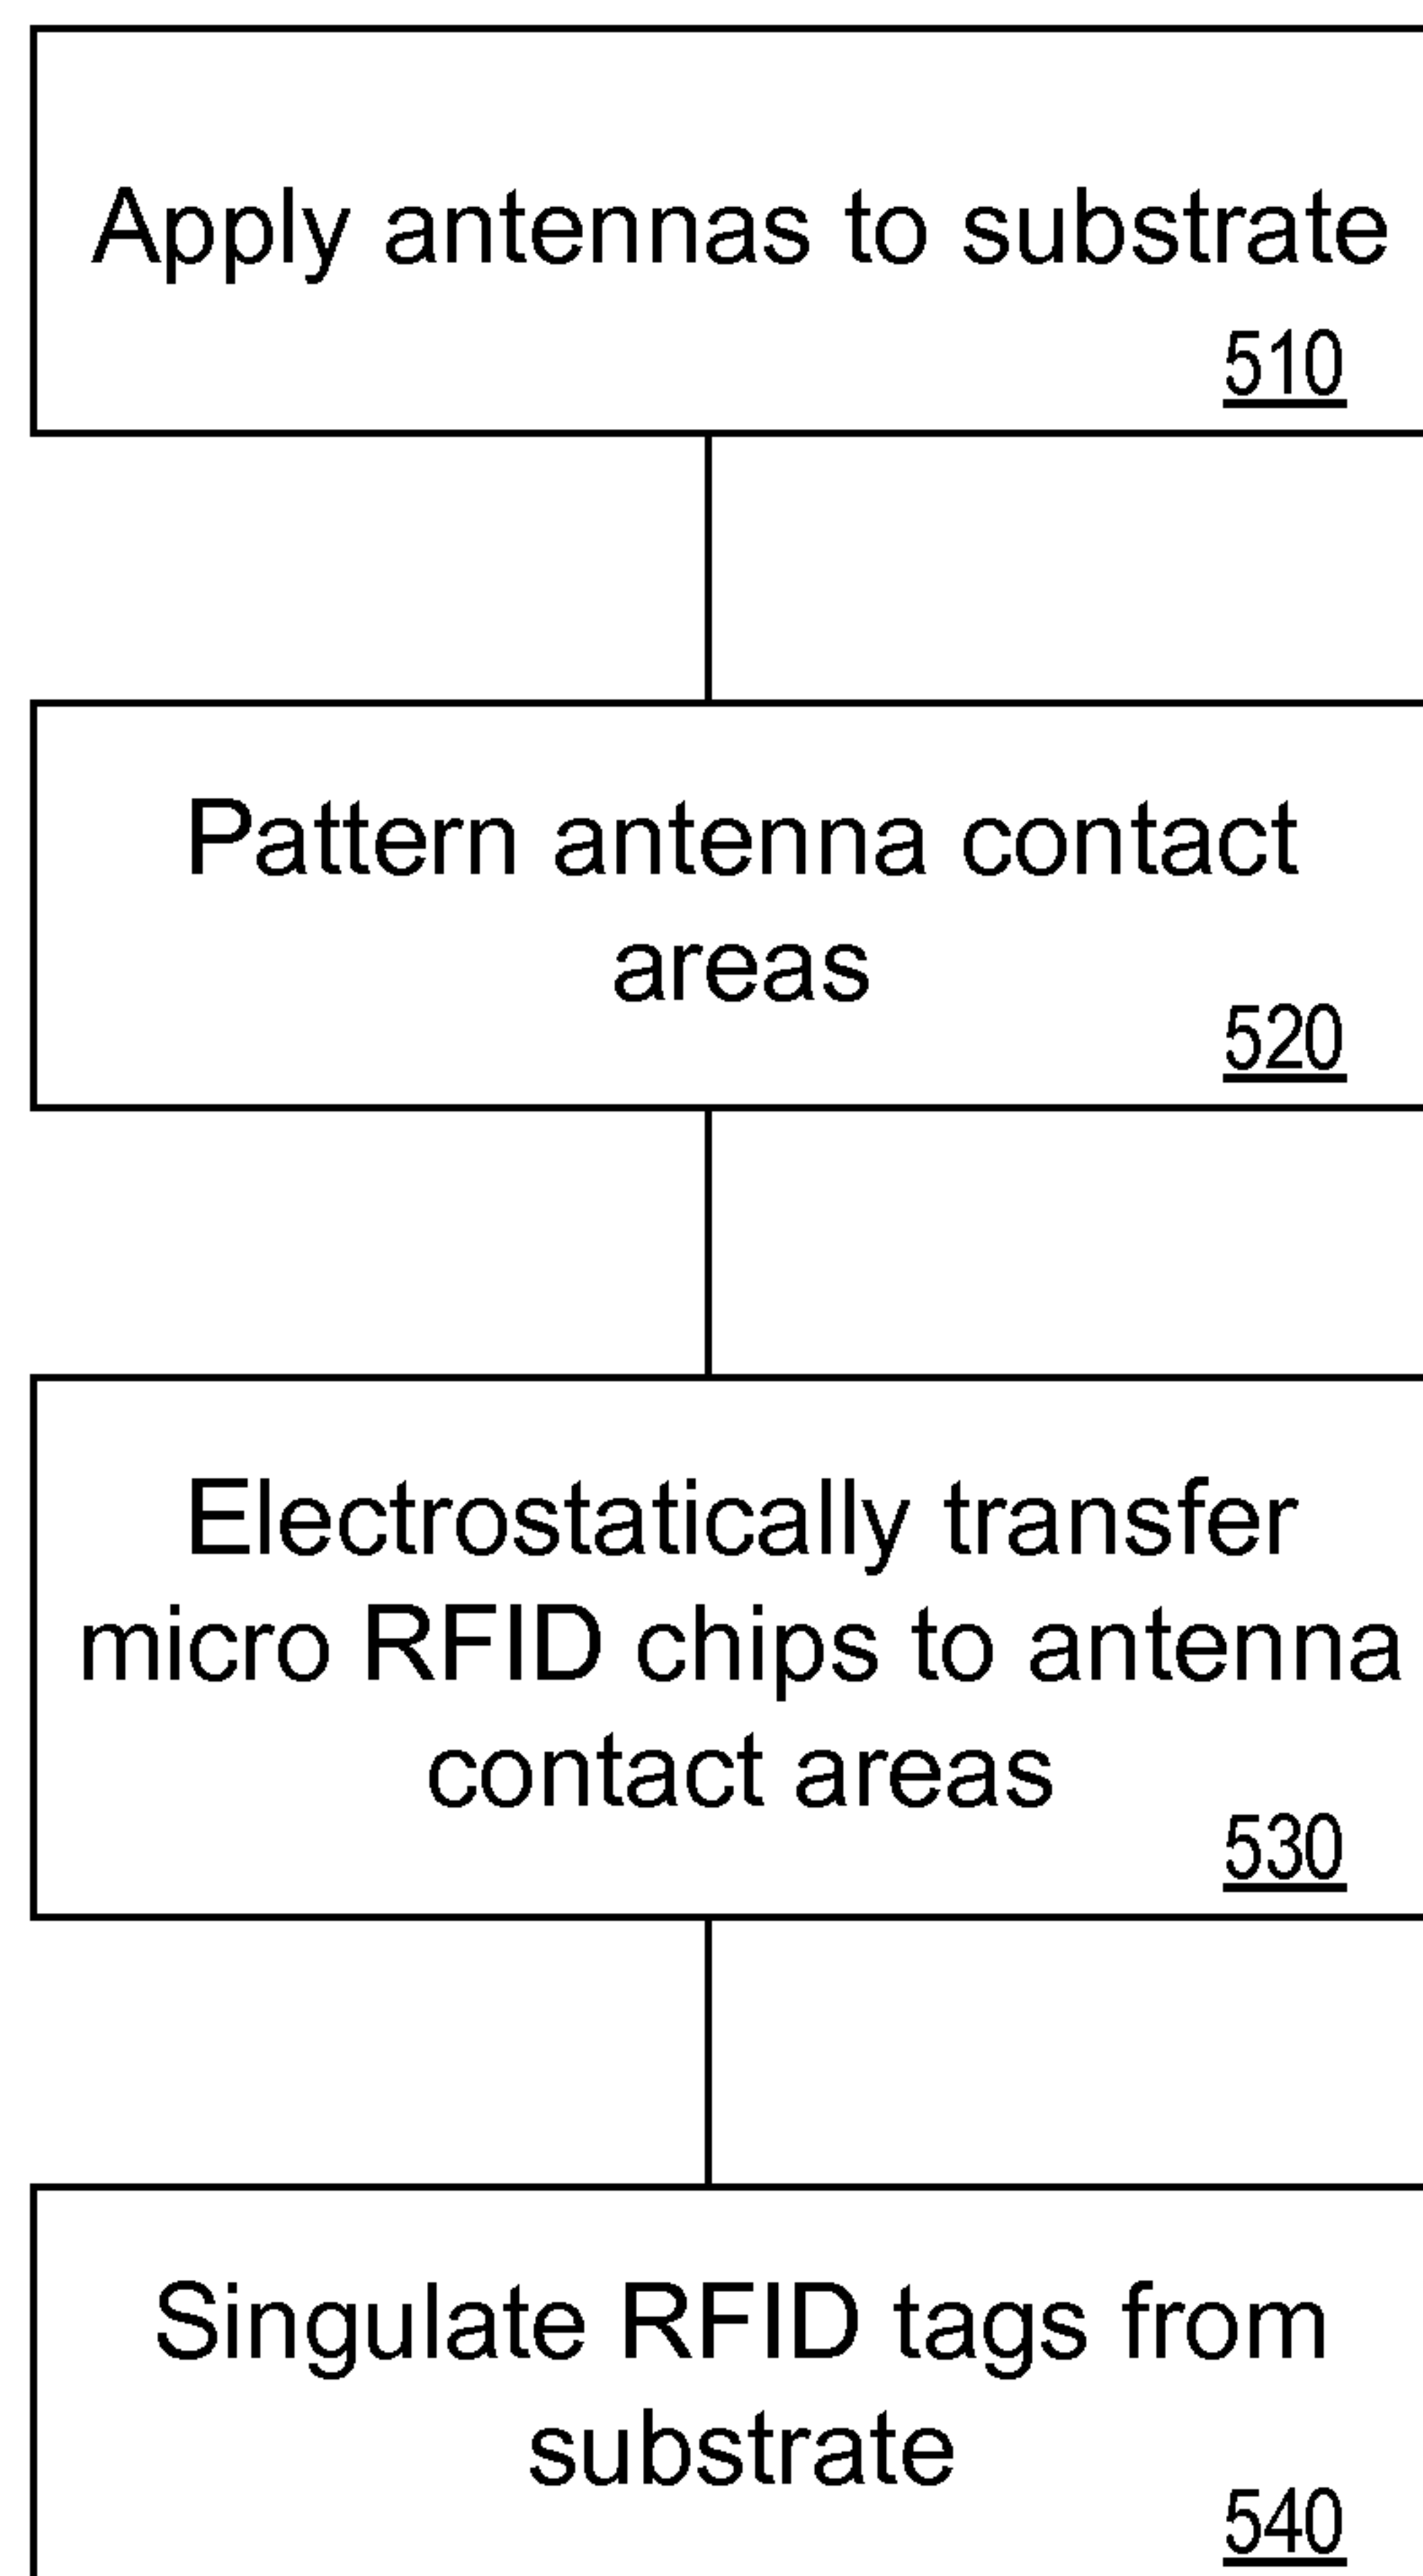 Apply antennas to substrate
510
Pattern antenna contact
areas
520
Electrostatically transfer
micro RFID chips to antenna
contact areas
530
Singulate RFID tags from
substrate
540